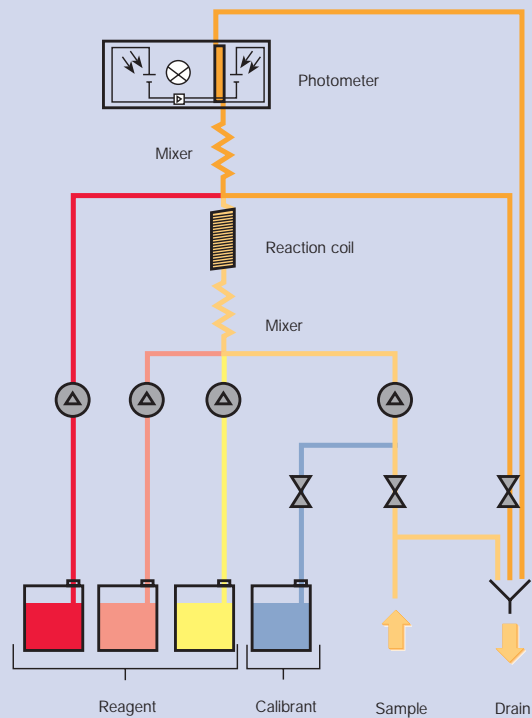 Photometer
Mixer
Reaction coil
Mixer
Reagent
Calibrant
Sample
Drain